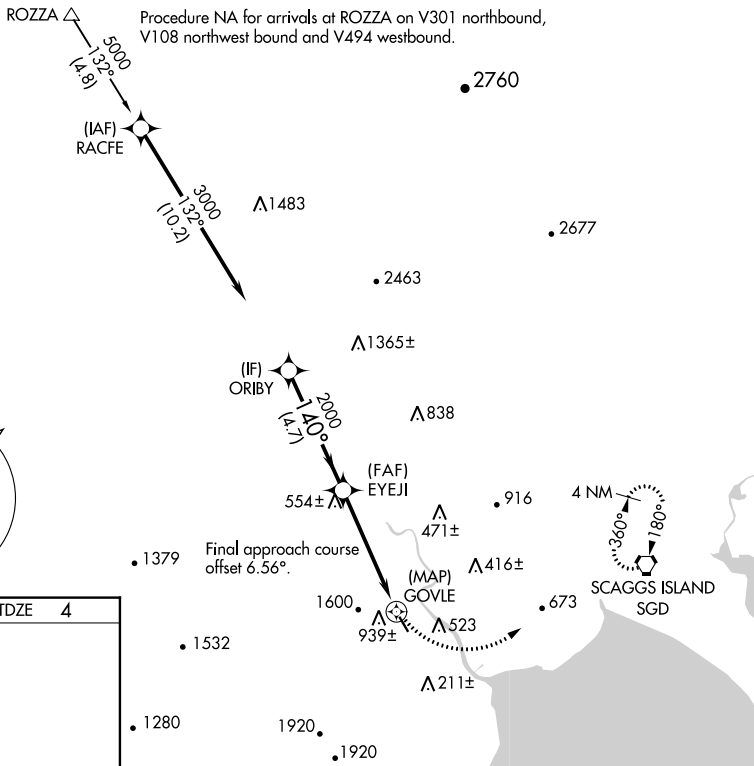 ROZZA
Procedure NA for arrivals at ROZZA on V301 northbound,
V108 northwest bound and V494 westbound.
5000
132°
(4.8)
2760
(IAF)
RACFE
3000
132°
(10.2)
1483
2677
2463
1365±
(IF)
ORIBY
2000
140°
(4.7)
838
(FAF)
EYEJI
554±
916
4 NM
471±
360°
180°
Final approach course
offset 6.56°.
1379
416±
(MAP)
GOVLE
SCAGGS ISLAND
SGD
1600
673
TDZE 4
939±
523
1532
211±
1280
1920
1920